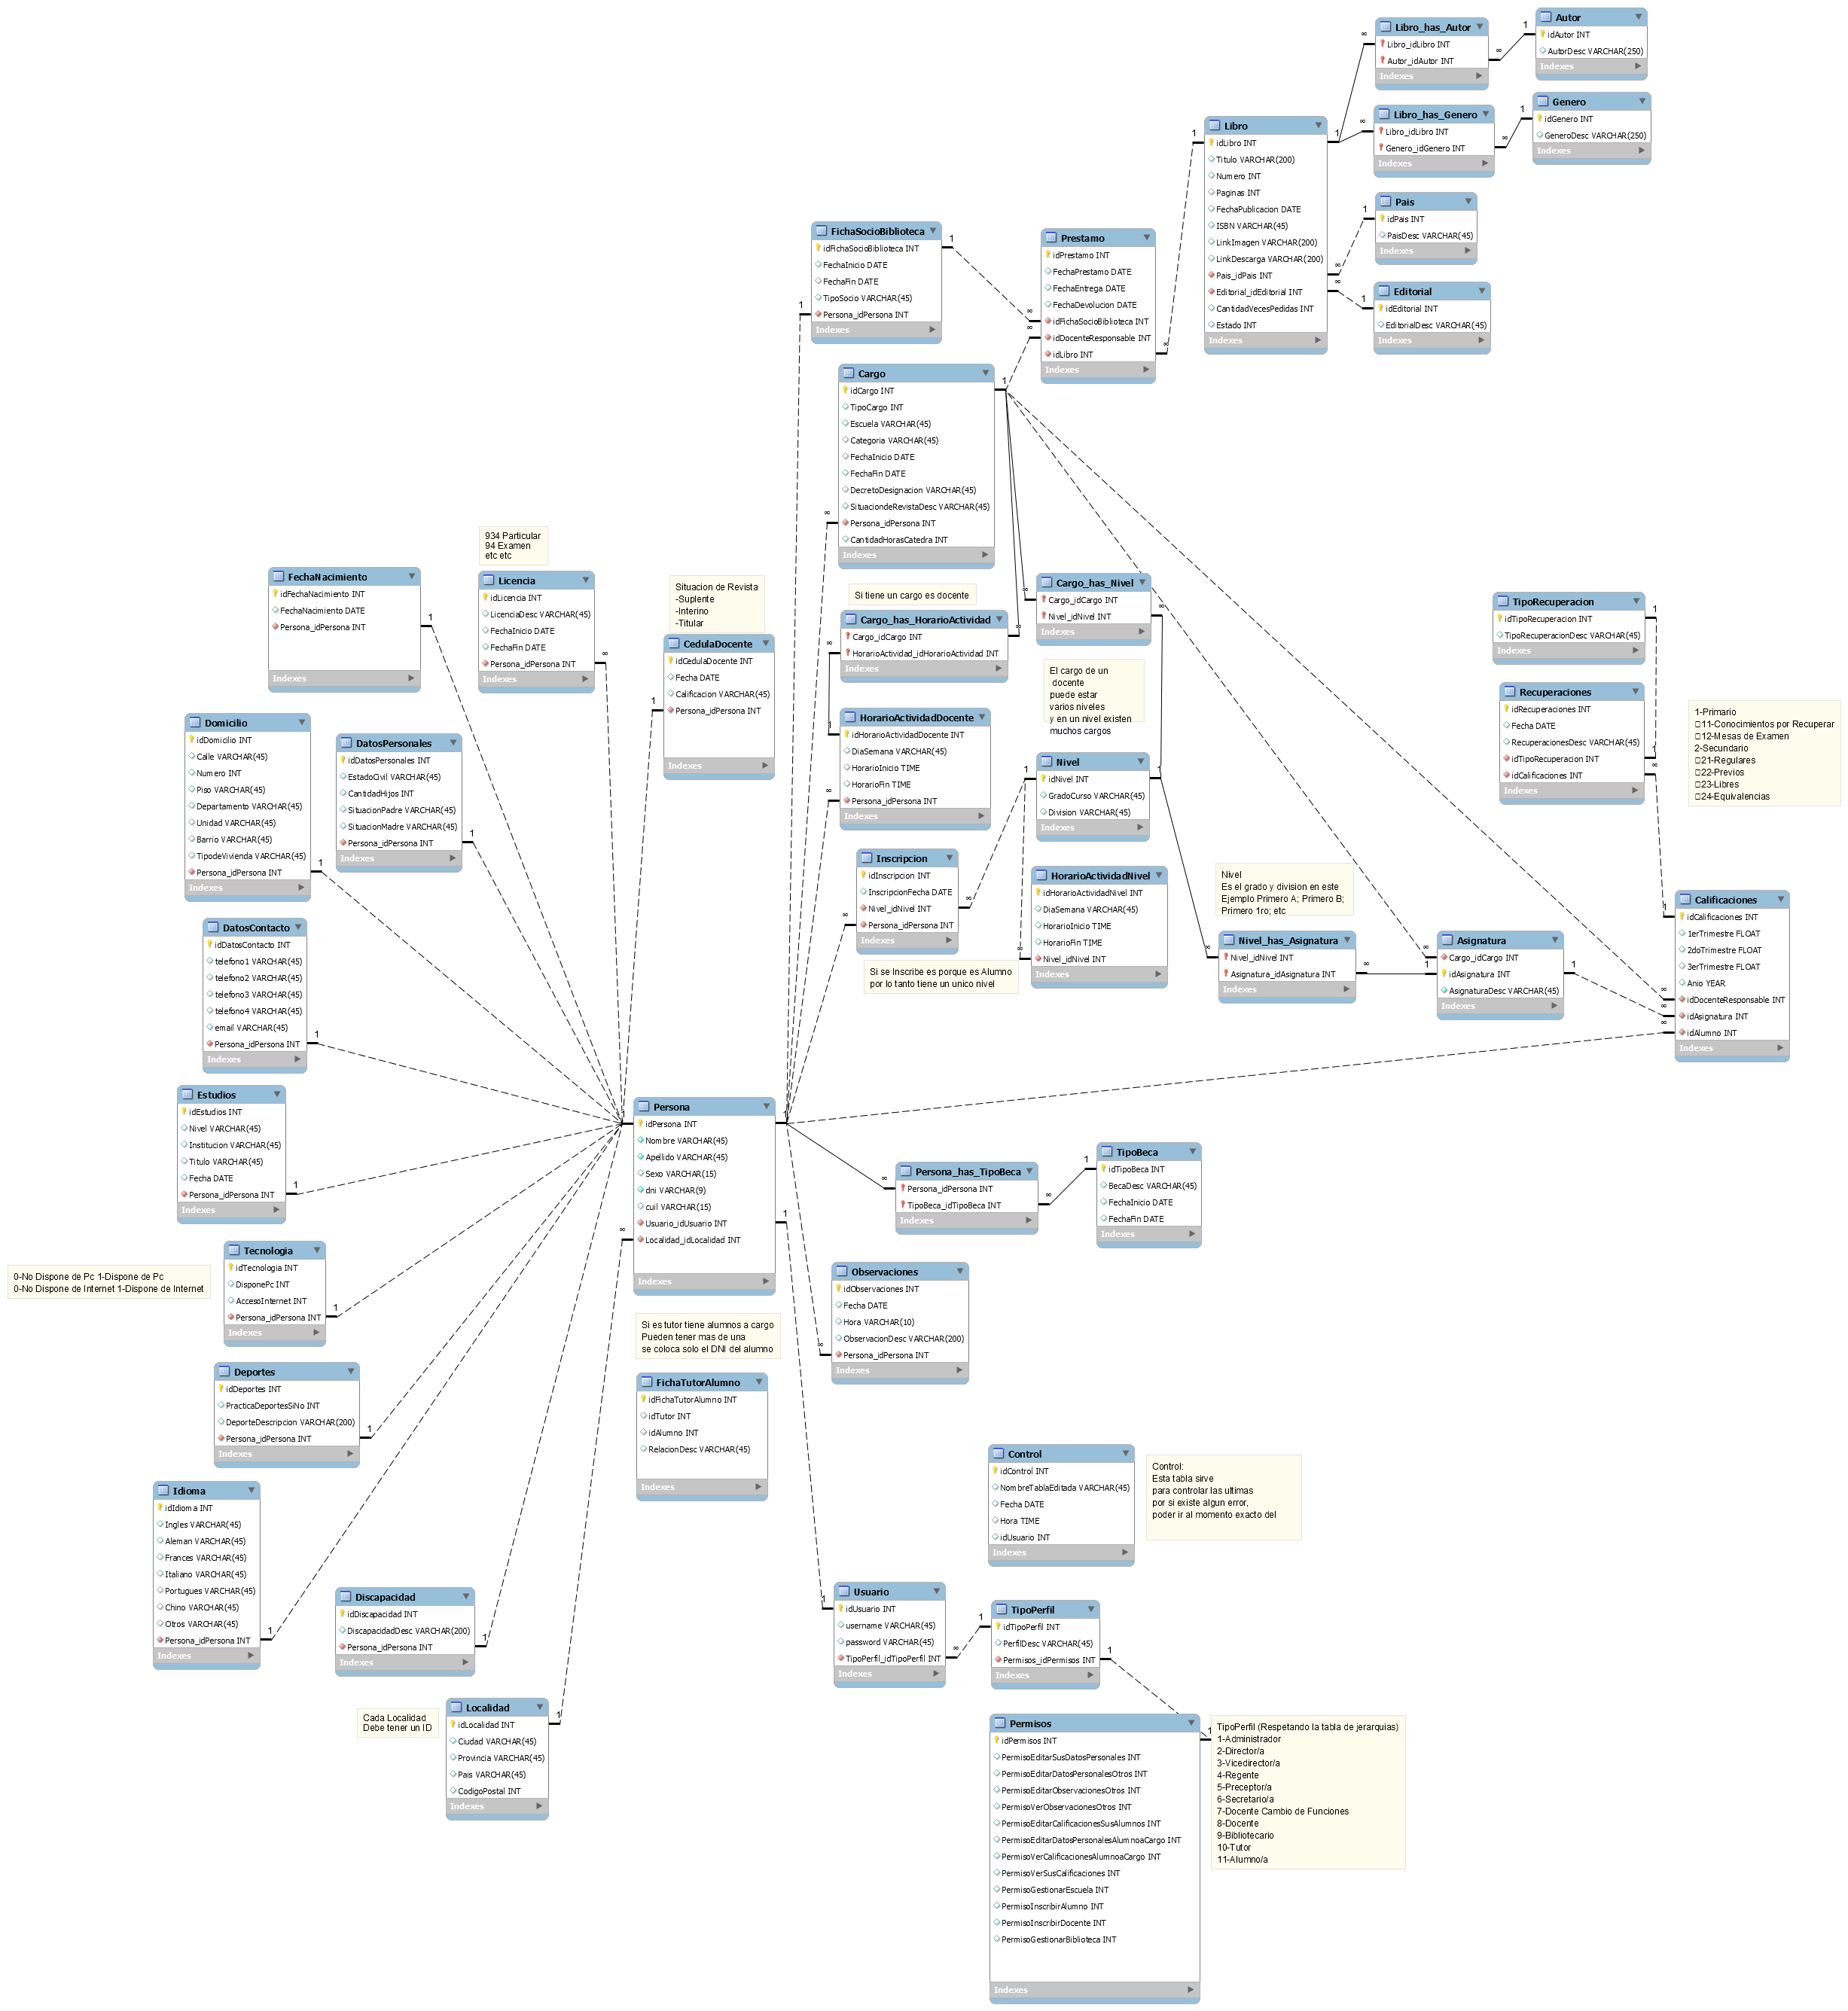 Libro_has_Autor
Libro_idLibro INT
Autor_idAutor INT
Indexes
Autor
idAutor INT
AutorDesc VARCHAR(250)
Indexes
Libro_has_Genero
Libro_idLibro INT
Genero_idGenero INT
Indexes
Genero
idGenero INT
GeneroDesc VARCHAR(250)
Indexes
Libro
idLibro INT
Titulo VARCHAR(200)
Numero INT
Paginas INT
FechaPublicacion DATE
ISBN VARCHAR(45)
LinkImagen VARCHAR(200)
LinkDescarga VARCHAR(200)
Pais_idPais INT
Editorial_idEditorial INT
CantidadVecesPedidas INT
Estado INT
Indexes
Pais
idPais INT
PaisDesc VARCHAR(45)
Indexes
Editorial
idEditorial INT
EditorialDesc VARCHAR(45)
Indexes
FichaSocioBiblioteca
idFichaSocioBiblioteca INT
FechaInicio DATE
FechaFin DATE
TipoSocio VARCHAR(45)
Persona_idPersona INT
Indexes
Prestamo
idPrestamo INT
FechaPrestamo DATE
FechaEntrega DATE
FechaDevolucion DATE
idFichaSocioBiblioteca INT
idDocenteResponsable INT
idLibro INT
Indexes
Cargo
idCargo INT
TipoCargo INT
Escuela VARCHAR(45)
Categoria VARCHAR(45)
FechaInicio DATE
FechaFin DATE
DecretoDesignacion VARCHAR(45)
SituaciondeRevistaDesc VARCHAR(45)
Persona_idPersona INT
CantidadHorasCatedra INT
Indexes
934 Particular
94 Examen
etc etc
FechaNacimiento
idFechaNacimiento INT
FechaNacimiento DATE
Persona_idPersona INT
Indexes
Licencia
idLicencia INT
LicenciaDesc VARCHAR(45)
FechaInicio DATE
FechaFin DATE
Persona_idPersona INT
Indexes
Situacion de Revista
-Suplente
-Interino
-Titular
CedulaDocente
idCedulaDocente INT
Fecha DATE
Calificacion VARCHAR(45)
Persona_idPersona INT
Indexes
Si tiene un cargo es docente
Cargo_has_HorarioActividad
Cargo_idCargo INT
HorarioActividad_idHorarioActividad INT
Indexes
Cargo_has_Nivel
Cargo_idCargo INT
Nivel_idNivel INT
Indexes
El cargo de un
docente
puede estar
varios niveles
y en un nivel existen
muchos cargos
TipoRecuperacion
idTipoRecuperacion INT
TipoRecuperacionDesc VARCHAR(45)
Indexes
Recuperaciones
idRecuperaciones INT
Fecha DATE
RecuperacionesDesc VARCHAR(45)
idTipoRecuperacion INT
idCalificaciones INT
Indexes
1-Primario
11-Conocimientos por Recuperar
12-Mesas de Examen
2-Secundario
21-Regulares
22-Previos
23-Libres
24-Equivalencias
Domicilio
idDomicilio INT
Calle VARCHAR(45)
Numero INT
Piso VARCHAR(45)
Departamento VARCHAR(45)
Unidad VARCHAR(45)
Barrio VARCHAR(45)
TipodeVivienda VARCHAR(45)
Persona_idPersona INT
Indexes
DatosPersonales
idDatosPersonales INT
EstadoCivil VARCHAR(45)
CantidadHijos INT
SituacionPadre VARCHAR(45)
SituacionMadre VARCHAR(45)
Persona_idPersona INT
Indexes
HorarioActividadDocente
idHorarioActividadDocente INT
DiaSemana VARCHAR(45)
HorarioInicio TIME
HorarioFin TIME
Persona_idPersona INT
Indexes
Nivel
idNivel INT
GradoCurso VARCHAR(45)
Division VARCHAR(45)
Indexes
Inscripcion
idInscripcion INT
InscripcionFecha DATE
Nivel_idNivel INT
Persona_idPersona INT
Indexes
Si se Inscribe es porque es Alumno
por lo tanto tiene un unico nivel
HorarioActividadNivel
idHorarioActividadNivel INT
DiaSemana VARCHAR(45)
HorarioInicio TIME
HorarioFin TIME
Nivel_idNivel INT
Indexes
Nivel
Es el grado y division en este
Ejemplo Primero A; Primero B;
Primero 1ro; etc
Nivel_has_Asignatura
Nivel_idNivel INT
Asignatura_idAsignatura INT
Indexes
Asignatura
Cargo_idCargo INT
idAsignatura INT
AsignaturaDesc VARCHAR(45)
Indexes
Calificaciones
idCalificaciones INT
1erTrimestre FLOAT
2doTrimestre FLOAT
3erTrimestre FLOAT
Anio YEAR
idDocenteResponsable INT
idAsignatura INT
idAlumno INT
Indexes
DatosContacto
idDatosContacto INT
telefono1 VARCHAR(45)
telefono2 VARCHAR(45)
telefono3 VARCHAR(45)
telefono4 VARCHAR(45)
email VARCHAR(45)
Persona_idPersona INT
Indexes
Estudios
idEstudios INT
Nivel VARCHAR(45)
Institucion VARCHAR(45)
Titulo VARCHAR(45)
Fecha DATE
Persona_idPersona INT
Indexes
Persona
idPersona INT
Nombre VARCHAR(45)
Apellido VARCHAR(45)
Sexo VARCHAR(15)
dni VARCHAR(9)
cuil VARCHAR(15)
Usuario_idUsuario INT
Localidad_idLocalidad INT
Indexes
Persona_has_TipoBeca
Persona_idPersona INT
TipoBeca_idTipoBeca INT
Indexes
TipoBeca
idTipoBeca INT
BecaDesc VARCHAR(45)
FechaInicio DATE
FechaFin DATE
Indexes
Tecnologia
idTecnologia INT
DisponePc INT
AccesoInternet INT
Persona_idPersona INT
Indexes
0-No Dispone de Pc 1-Dispone de Pc
0-No Dispone de Internet 1-Dispone de Internet
Observaciones
idObservaciones INT
Fecha DATE
Hora VARCHAR(10)
ObservacionDesc VARCHAR(200)
Persona_idPersona INT
Indexes
Si es tutor tiene alumnos a cargo
Pueden tener mas de una
se coloca solo el DNI del alumno
Deportes
idDeportes INT
PracticaDeportesSiNo INT
DeporteDescripcion VARCHAR(200)
Persona_idPersona INT
Indexes
FichaTutorAlumno
idFichaTutorAlumno INT
idTutor INT
idAlumno INT
RelacionDesc VARCHAR(45)
Indexes
Control
idControl INT
NombreTablaEditada VARCHAR(45)
Fecha DATE
Hora TIME
idUsuario INT
Indexes
Control:
Esta tabla sirve
para controlar las ultimas
por si existe algun error,
poder ir al momento exacto del
Idioma
idIdioma INT
Ingles VARCHAR(45)
Aleman VARCHAR(45)
Frances VARCHAR(45)
Italiano VARCHAR(45)
Portugues VARCHAR(45)
Chino VARCHAR(45)
Otros VARCHAR(45)
Persona_idPersona INT
Indexes
Discapacidad
idDiscapacidad INT
DiscapacidadDesc VARCHAR(200)
Persona_idPersona INT
Indexes
Usuario
idUsuario INT
username VARCHAR(45)
password VARCHAR(45)
TipoPerfil_idTipoPerfil INT
Indexes
TipoPerfil
idTipoPerfil INT
PerfilDesc VARCHAR(45)
Permisos_idPermisos INT
Indexes
Cada Localidad
Debe tener un ID
Localidad
idLocalidad INT
Ciudad VARCHAR(45)
Provincia VARCHAR(45)
Pais VARCHAR(45)
CodigoPostal INT
Indexes
Permisos
idPermisos INT
PermisoEditarSusDatosPersonales INT
PermisoEditarDatosPersonalesOtros INT
PermisoEditarObservacionesOtros INT
PermisoVerObservacionesOtros INT
PermisoEditarCalificacionesSusAlumnos INT
PermisoEditarDatosPersonalesAlumnoaCargo INT
PermisoVerCalificacionesAlumnoaCargo INT
PermisoVerSusCalificaciones INT
PermisoGestionarEscuela INT
PermisoInscribirAlumno INT
PermisoInscribirDocente INT
PermisoGestionarBiblioteca INT
Indexes
TipoPerfil (Respetando la tabla de jerarquias)
1-Administrador
2-Director/a
3-Vicedirector/a
4-Regente
5-Preceptor/a
6-Secretario/a
7-Docente Cambio de Funciones
8-Docente
9-Bibliotecario
10-Tutor
11-Alumno/a